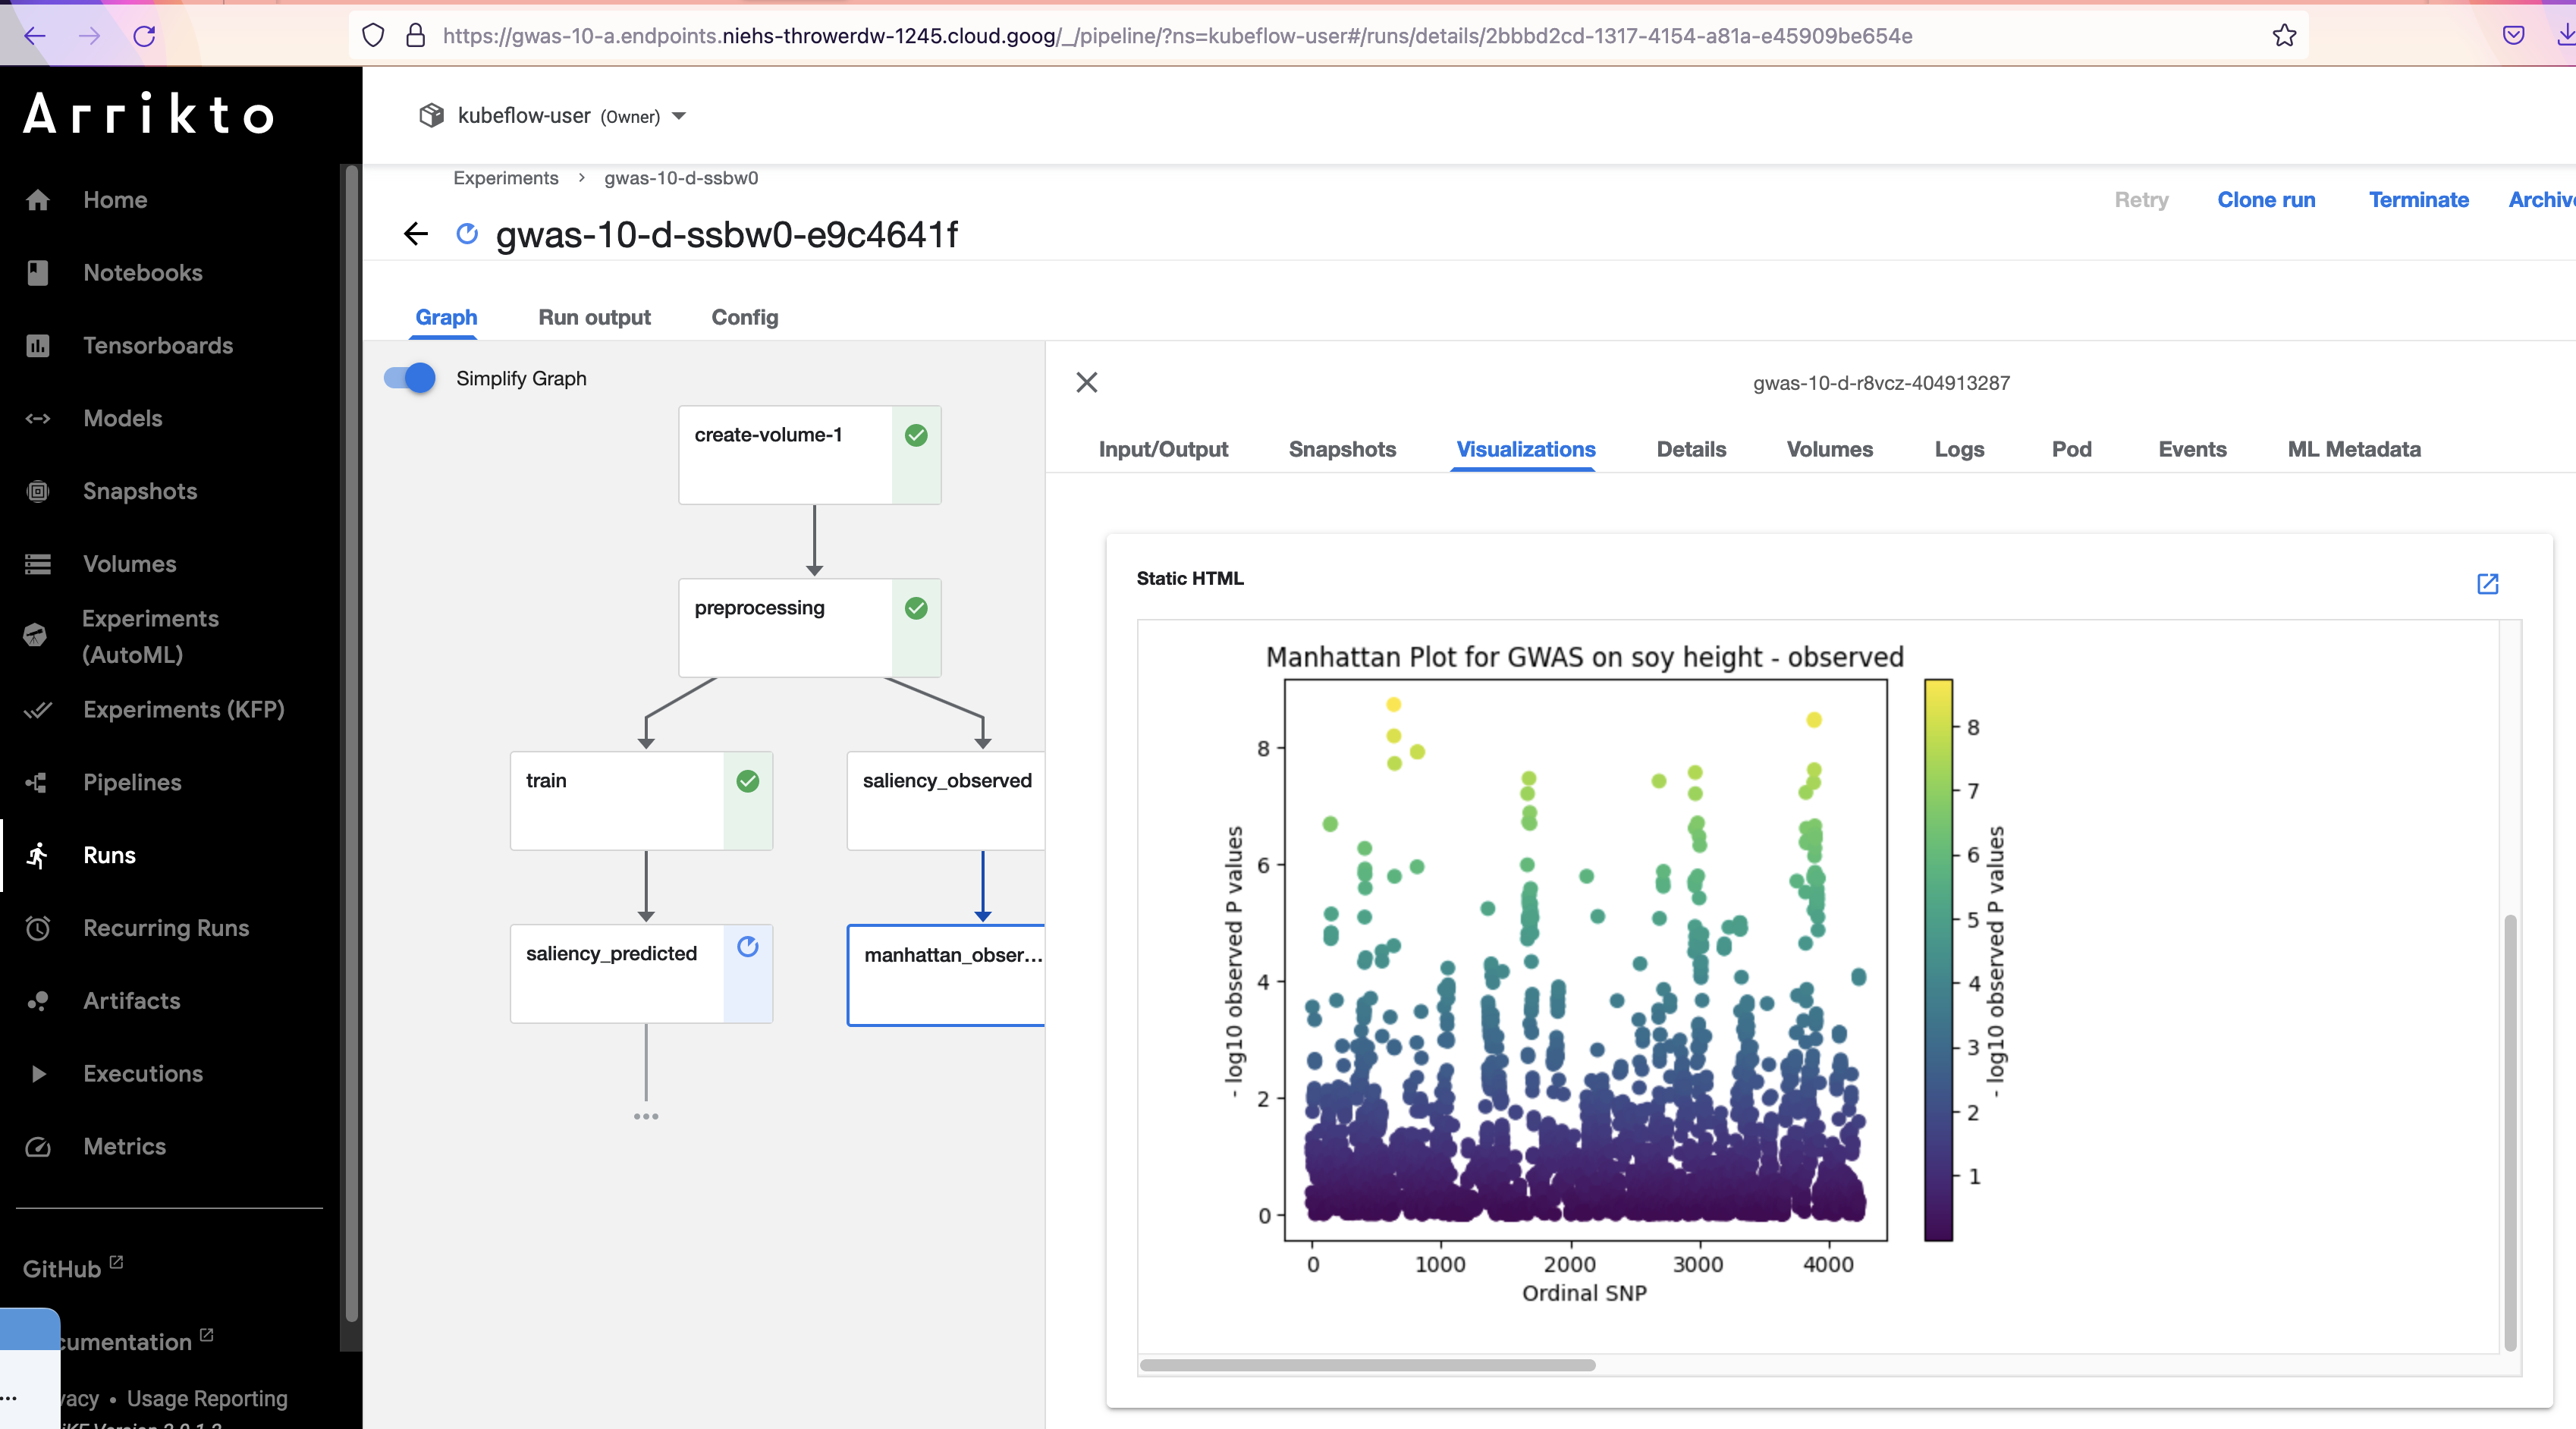 https://gwas-10-a.endpoints.niehs-throwerdw-1245.cloud.goog/_/pipeline/?ns=kubeflow-user#/runs/details/2bbbd2cd-1317-4154-a81a-e45909be654e
Arrikto
kubeflow-user (Owner)
Home
Notebooks
Tensorboards
Models
Snapshots
Volumes
Experiments
(AutoML)
Experiments (KFP)
Pipelines
Runs
Recurring Runs
Artifacts
Executions
Metrics
GitHub
cumentation
vacy • Usage Reporting
Experiments > gwas-10-d-ssbw0
gwas-10-d-ssbw0-e9c4641f
Retry Clone run Terminate Archive
Graph Run output Config
Simplify Graph
create-volume-1
preprocessing
train
saliency_observed
saliency_predicted
manhattan_obser...
gwas-10-d-r8vcz-404913287
Input/Output Snapshots Visualizations Details Volumes Logs Pod Events ML Metadata
Static HTML
Manhattan Plot for GWAS on soy height - observed
- log10 observed P values
8
6
4
2
0
0 1000 2000 3000 4000
Ordinal SNP
8
7
6
5
4
3
2
1
- log10 observed P values